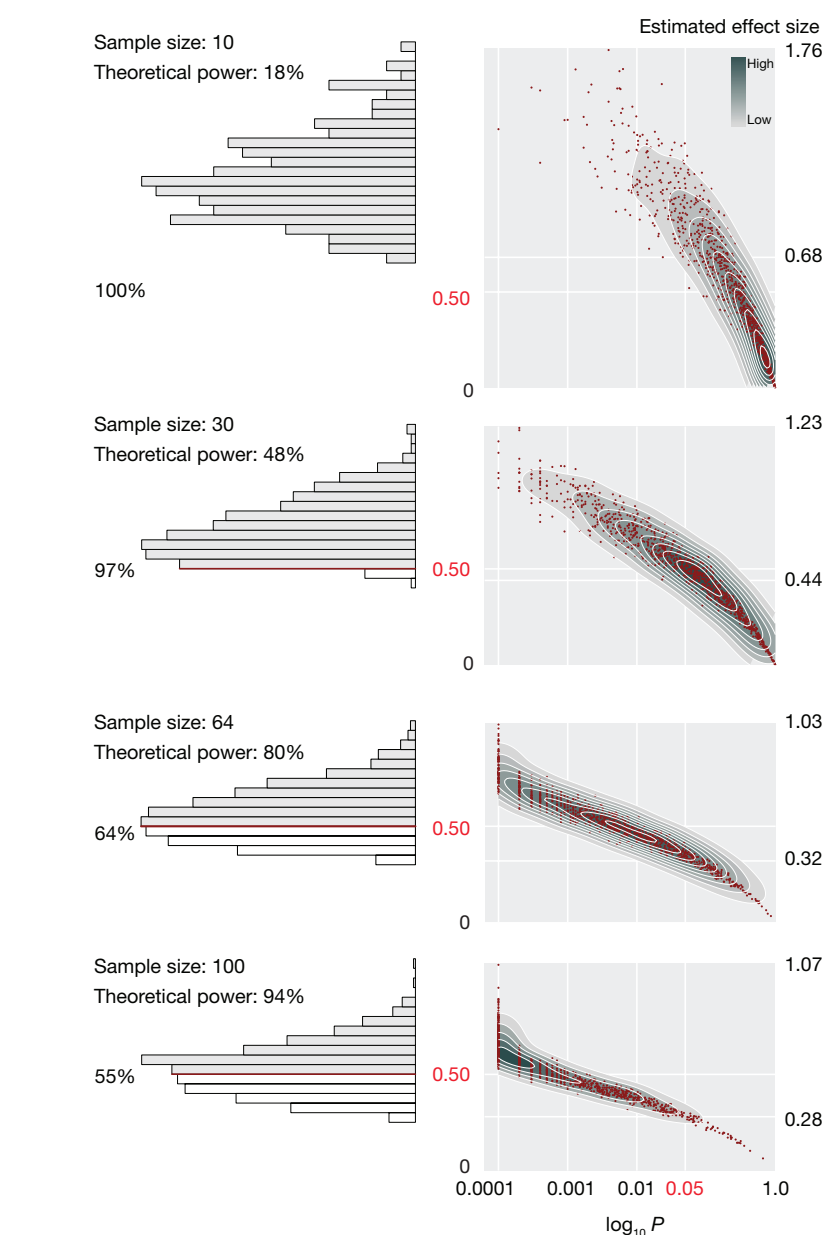 Estimated effect size
Sample size: 10
Theoretical power: 18%
1.76
High
Low
0.68
100%
0.50
0
Sample size: 30
Theoretical power: 48%
1.23
97%
0.50
0.44
0
Sample size: 64
Theoretical power: 80%
1.03
64%
0.50
0.32
0
Sample size: 100
Theoretical power: 94%
1.07
55%
0.50
0.28
0
0.0001 0.001 0.01 0.05 1.0
log₁₀ P